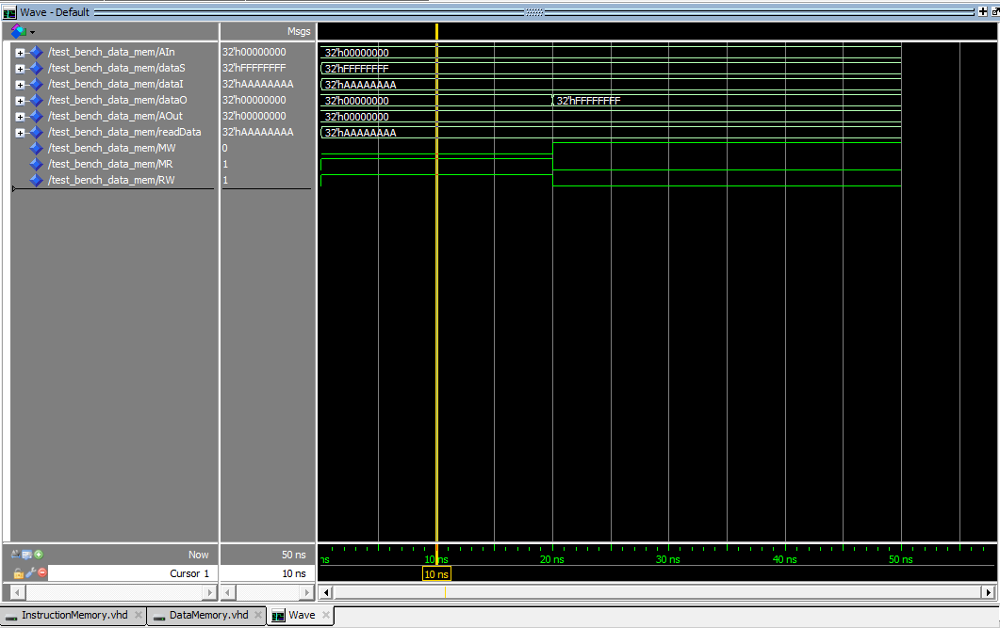 Wave - Default
Msgs
/test_bench_data_mem/AIn 32'h00000000 32'h00000000
/test_bench_data_mem/dataS 32'hFFFFFFFF 32'hFFFFFFFF
/test_bench_data_mem/dataI 32'hAAAAAAAA 32'hAAAAAAAA
/test_bench_data_mem/dataO 32'h00000000 32'h00000000 32'hFFFFFFFF
/test_bench_data_mem/AOut 32'h00000000 32'h00000000
/test_bench_data_mem/readData 32'hAAAAAAAA 32'hAAAAAAAA
/test_bench_data_mem/MW 0
/test_bench_data_mem/MR 1
/test_bench_data_mem/RW 1
Now 50 ns ns 10 ns 20 ns 30 ns 40 ns 50 ns
Cursor 1 10 ns 10 ns
InstructionMemory.vhd DataMemory.vhd Wave